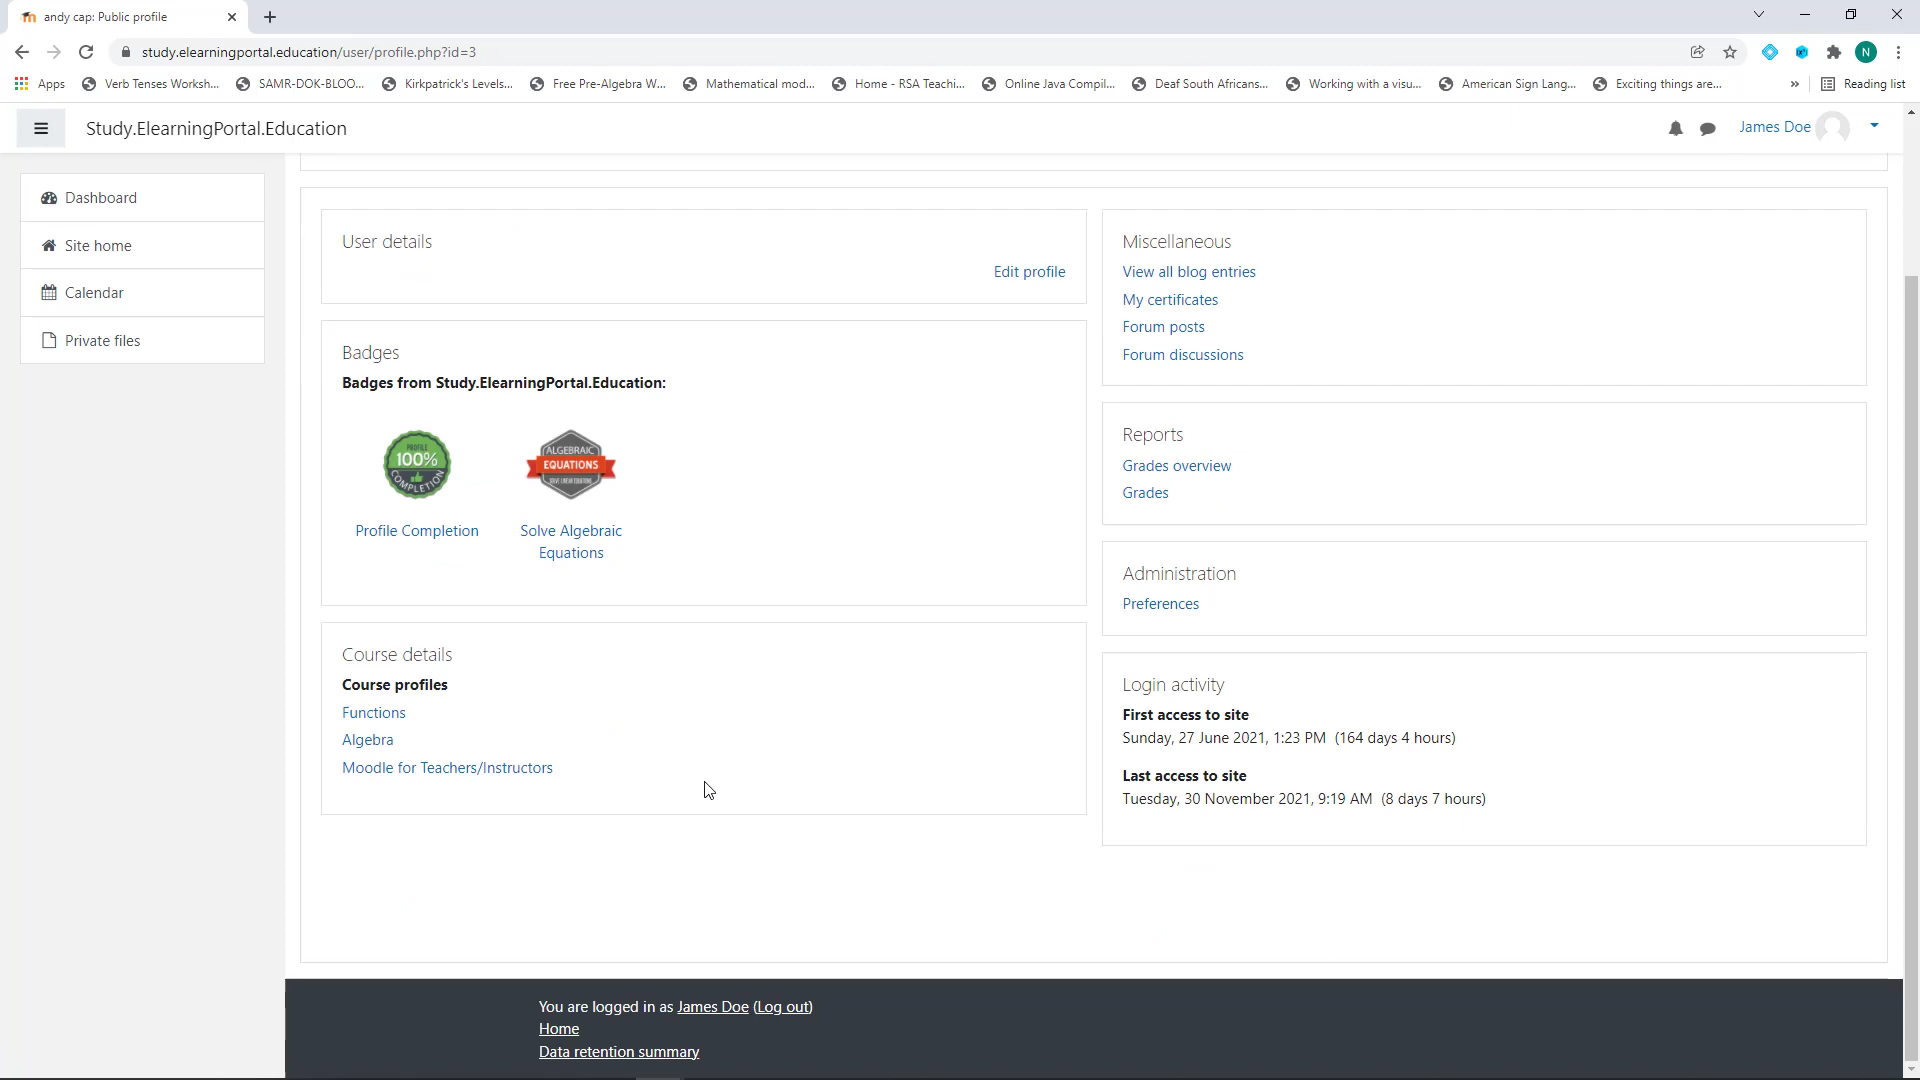 andy cap: Public profile
study.elearningportal.education/user/profile.php?id=3
N
Apps
Verb Tenses Worksh...
SAMR-DOK-BLOO...
Kirkpatrick's Levels...
Free Pre-Algebra W...
Mathematical mod...
Home - RSA Teachi...
Online Java Compil...
Deaf South Africans...
Working with a visu...
American Sign Lang...
Exciting things are...
»
Reading list
Study.ElearningPortal.Education
James Doe
Dashboard
Site home
Calendar
Private files
User details
Edit profile
Badges
Badges from Study.ElearningPortal.Education:
PROFILE
100%
COMPLETION
ALGEBRAIC
EQUATIONS
SOLVE LINEAR EQUATIONS
Profile Completion
Solve Algebraic
Equations
Course details
Course profiles
Functions
Algebra
Moodle for Teachers/Instructors
Miscellaneous
View all blog entries
My certificates
Forum posts
Forum discussions
Reports
Grades overview
Grades
Administration
Preferences
Login activity
First access to site
Sunday, 27 June 2021, 1:23 PM (164 days 4 hours)
Last access to site
Tuesday, 30 November 2021, 9:19 AM (8 days 7 hours)
You are logged in as James Doe (Log out)
Home
Data retention summary